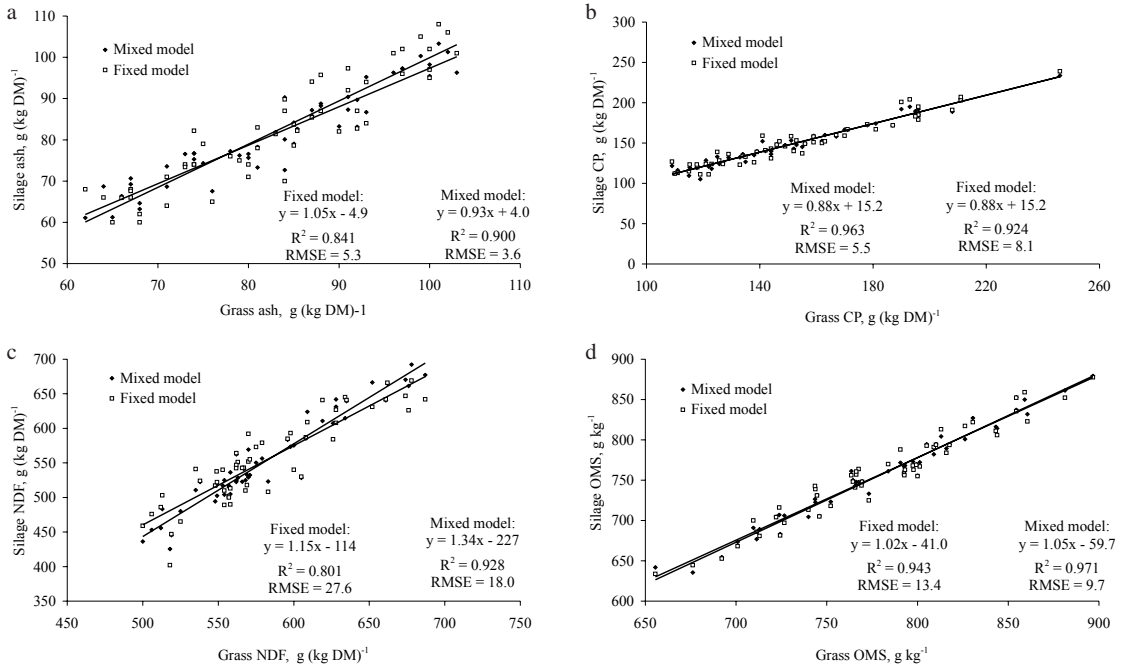 a
110
100
90
80
70
60
50
Silage ash, g (kg DM)⁻¹
Mixed model
Fixed model
Fixed model:
y = 1.05x - 4.9
R² = 0.841
RMSE = 5.3
Mixed model:
y = 0.93x + 4.0
R² = 0.900
RMSE = 3.6
60 70 80 90 100 110
Grass ash, g (kg DM)-1
b
300
250
200
150
100
50
0
Silage CP, g (kg DM)⁻¹
Mixed model
Fixed model
Mixed model:
y = 0.88x + 15.2
R² = 0.963
RMSE = 5.5
Fixed model:
y = 0.88x + 15.2
R² = 0.924
RMSE = 8.1
100 140 180 220 260
Grass CP, g (kg DM)⁻¹
c
700
650
600
550
500
450
400
350
Silage NDF, g (kg DM)⁻¹
Mixed model
Fixed model
Fixed model:
y = 1.15x - 114
R² = 0.801
RMSE = 27.6
Mixed model:
y = 1.34x - 227
R² = 0.928
RMSE = 18.0
450 500 550 600 650 700 750
Grass NDF, g (kg DM)⁻¹
d
900
850
800
750
700
650
600
Silage OMS, g kg⁻¹
Mixed model
Fixed model
Fixed model:
y = 1.02x - 41.0
R² = 0.943
RMSE = 13.4
Mixed model:
y = 1.05x - 59.7
R² = 0.971
RMSE = 9.7
650 700 750 800 850 900
Grass OMS, g kg⁻¹